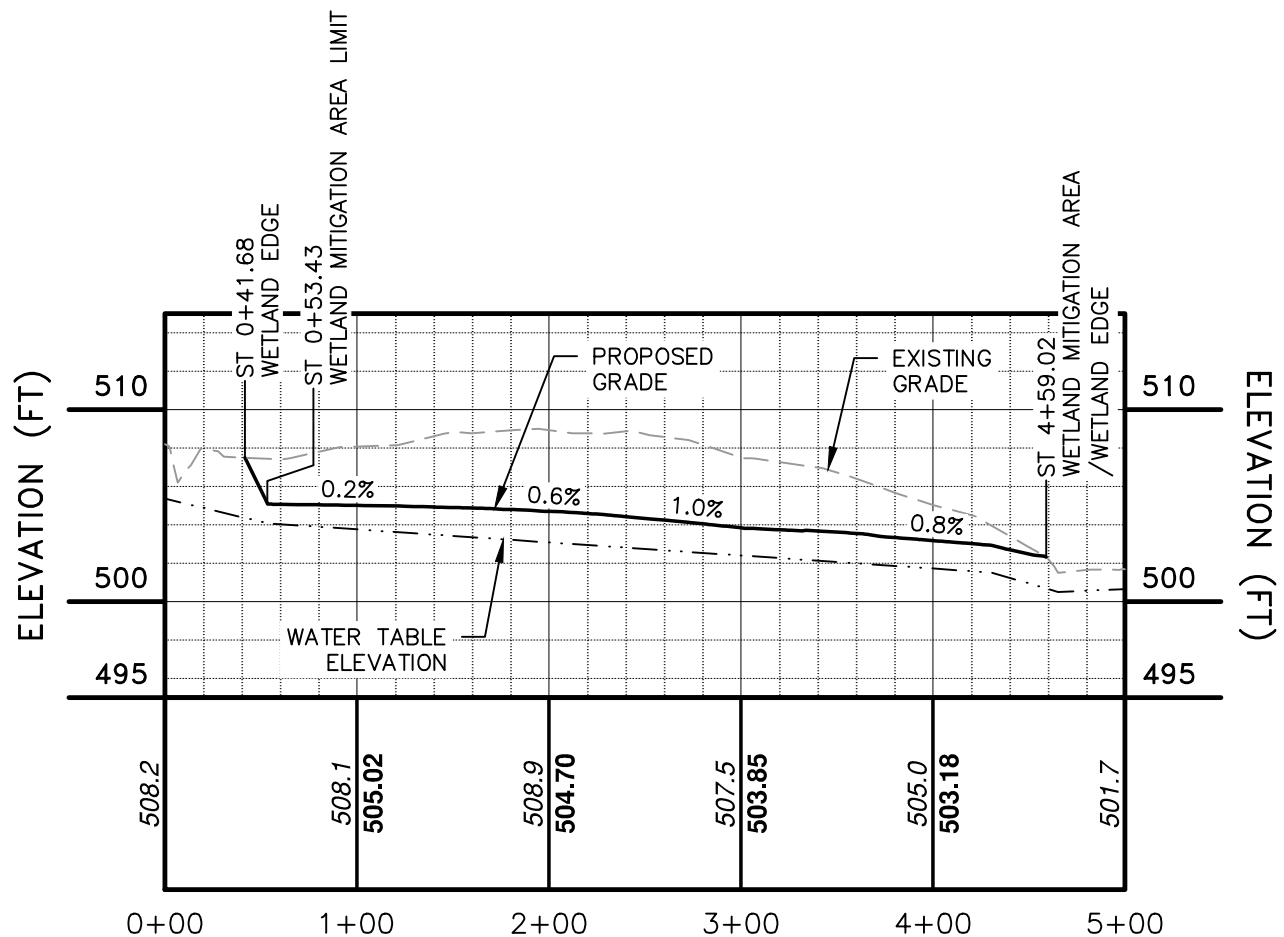 ST 0+41.68
WETLAND EDGE
ST 0+53.43
WETLAND MITIGATION AREA LIMIT
ST 4+59.02
WETLAND MITIGATION AREA
/WETLAND EDGE
ELEVATION (FT)
510
500
495
PROPOSED
GRADE
EXISTING
GRADE
0.2%
0.6%
1.0%
0.8%
WATER TABLE
ELEVATION
510
500
495
ELEVATION (FT)
508.2
508.1
505.02
508.9
504.70
507.5
503.85
505.0
503.18
501.7
0+00
1+00
2+00
3+00
4+00
5+00